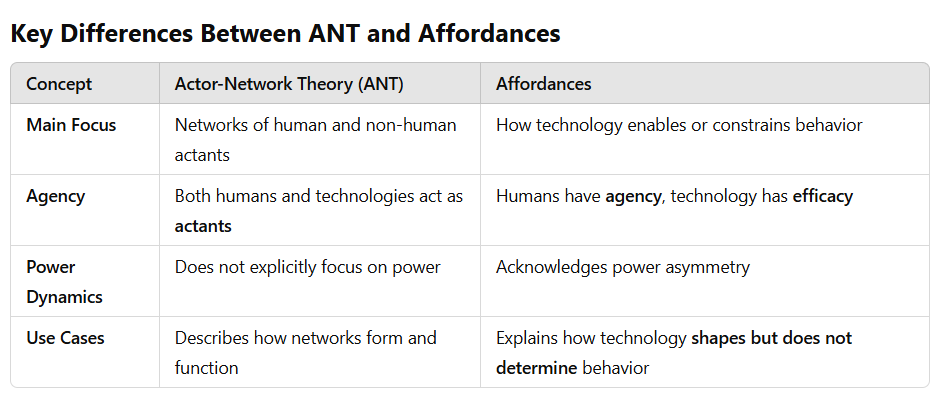 Key Differences Between ANT and Affordances
Concept Actor-Network Theory (ANT) Affordances
Main Focus Networks of human and non-human How technology enables or constrains behavior
actants
Agency Both humans and technologies act as Humans have agency, technology has efficacy
actants
Power Does not explicitly focus on power Acknowledges power asymmetry
Dynamics
Use Cases Describes how networks form and Explains how technology shapes but does not
function determine behavior